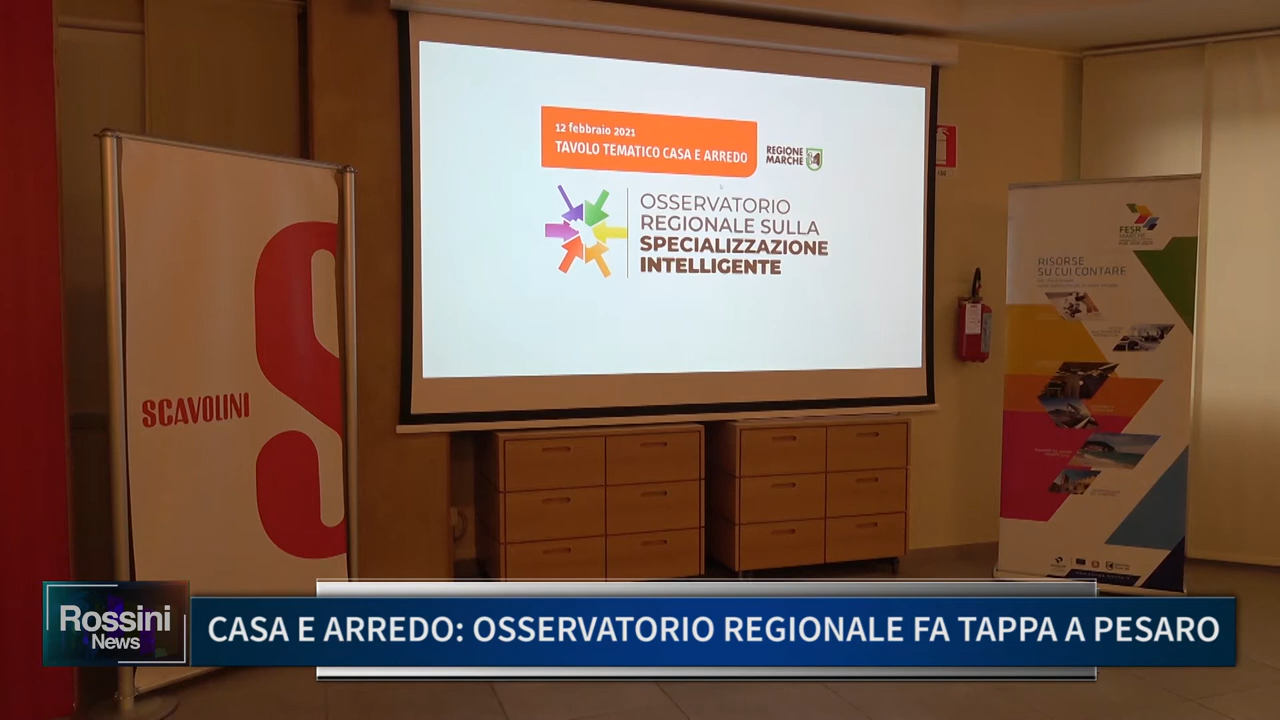 12 febbraio 2021
TAVOLO TEMATICO CASA E ARREDO
REGIONE
MARCHE
OSSERVATORIO
REGIONALE SULLA
SPECIALIZZAZIONE
INTELLIGENTE
SCAVOLINI
S
FESR
MARCHE
RISORSE
SU CUI CONTARE
Rossini
News
CASA E ARREDO: OSSERVATORIO REGIONALE FA TAPPA A PESARO